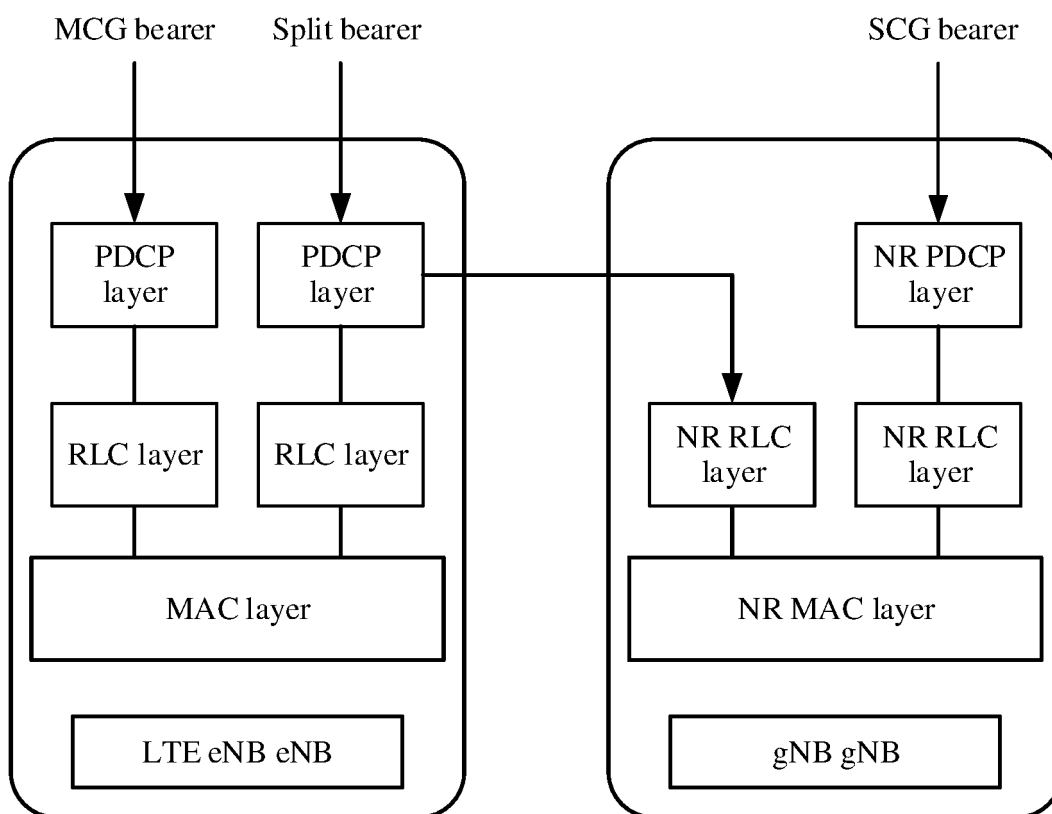 MCG bearer
Split bearer
SCG bearer
PDCP
layer
PDCP
layer
NR PDCP
layer
RLC layer
RLC layer
NR RLC
layer
NR RLC
layer
MAC layer
NR MAC layer
LTE eNB eNB
gNB gNB